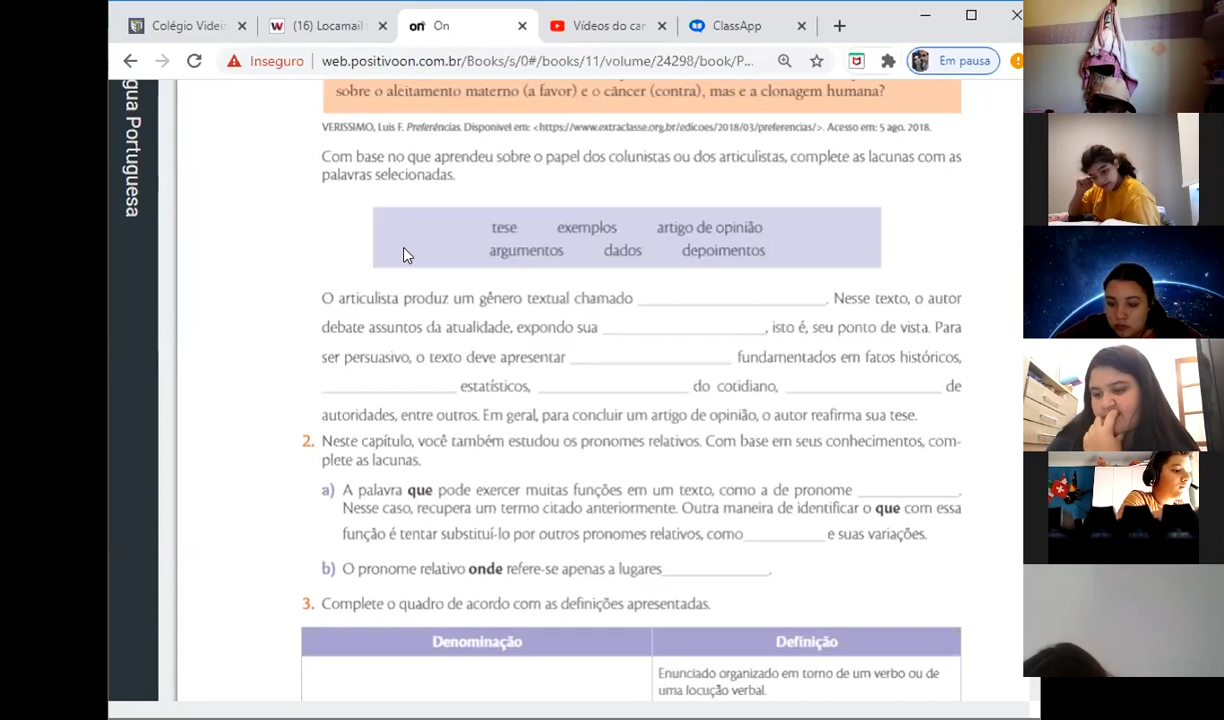 Colégio Videir
(16) Locamail
On
Vídeos do car
ClassApp
Inseguro
web.positivoon.com.br/Books/s/0#/books/11/volume/24298/book/P...
Em pausa
gua Portuguesa
sobre o aleitamento materno (a favor) e o câncer (contra), mas e a clonagem humana?
VERISSIMO, Luis F. Preferências. Disponível em: <https://www.extraclasse.org.br/edicoes/2018/03/preferencias/>. Acesso em: 5 ago. 2018.
Com base no que aprendeu sobre o papel dos colunistas ou dos articulistas, complete as lacunas com as
palavras selecionadas.
tese exemplos artigo de opinião
argumentos dados depoimentos
O articulista produz um gênero textual chamado ____________________. Nesse texto, o autor
debate assuntos da atualidade, expondo sua ____________________, isto é, seu ponto de vista. Para
ser persuasivo, o texto deve apresentar ____________________ fundamentados em fatos históricos,
____________________ estatísticos, ____________________ do cotidiano, ____________________ de
autoridades, entre outros. Em geral, para concluir um artigo de opinião, o autor reafirma sua tese.
2. Neste capítulo, você também estudou os pronomes relativos. Com base em seus conhecimentos, com-
plete as lacunas.
a) A palavra que pode exercer muitas funções em um texto, como a de pronome ____________.
Nesse caso, recupera um termo citado anteriormente. Outra maneira de identificar o que com essa
função é tentar substituí-lo por outros pronomes relativos, como __________ e suas variações.
b) O pronome relativo onde refere-se apenas a lugares ____________.
3. Complete o quadro de acordo com as definições apresentadas.
Denominação Definição
Enunciado organizado em torno de um verbo ou de
uma locução verbal.